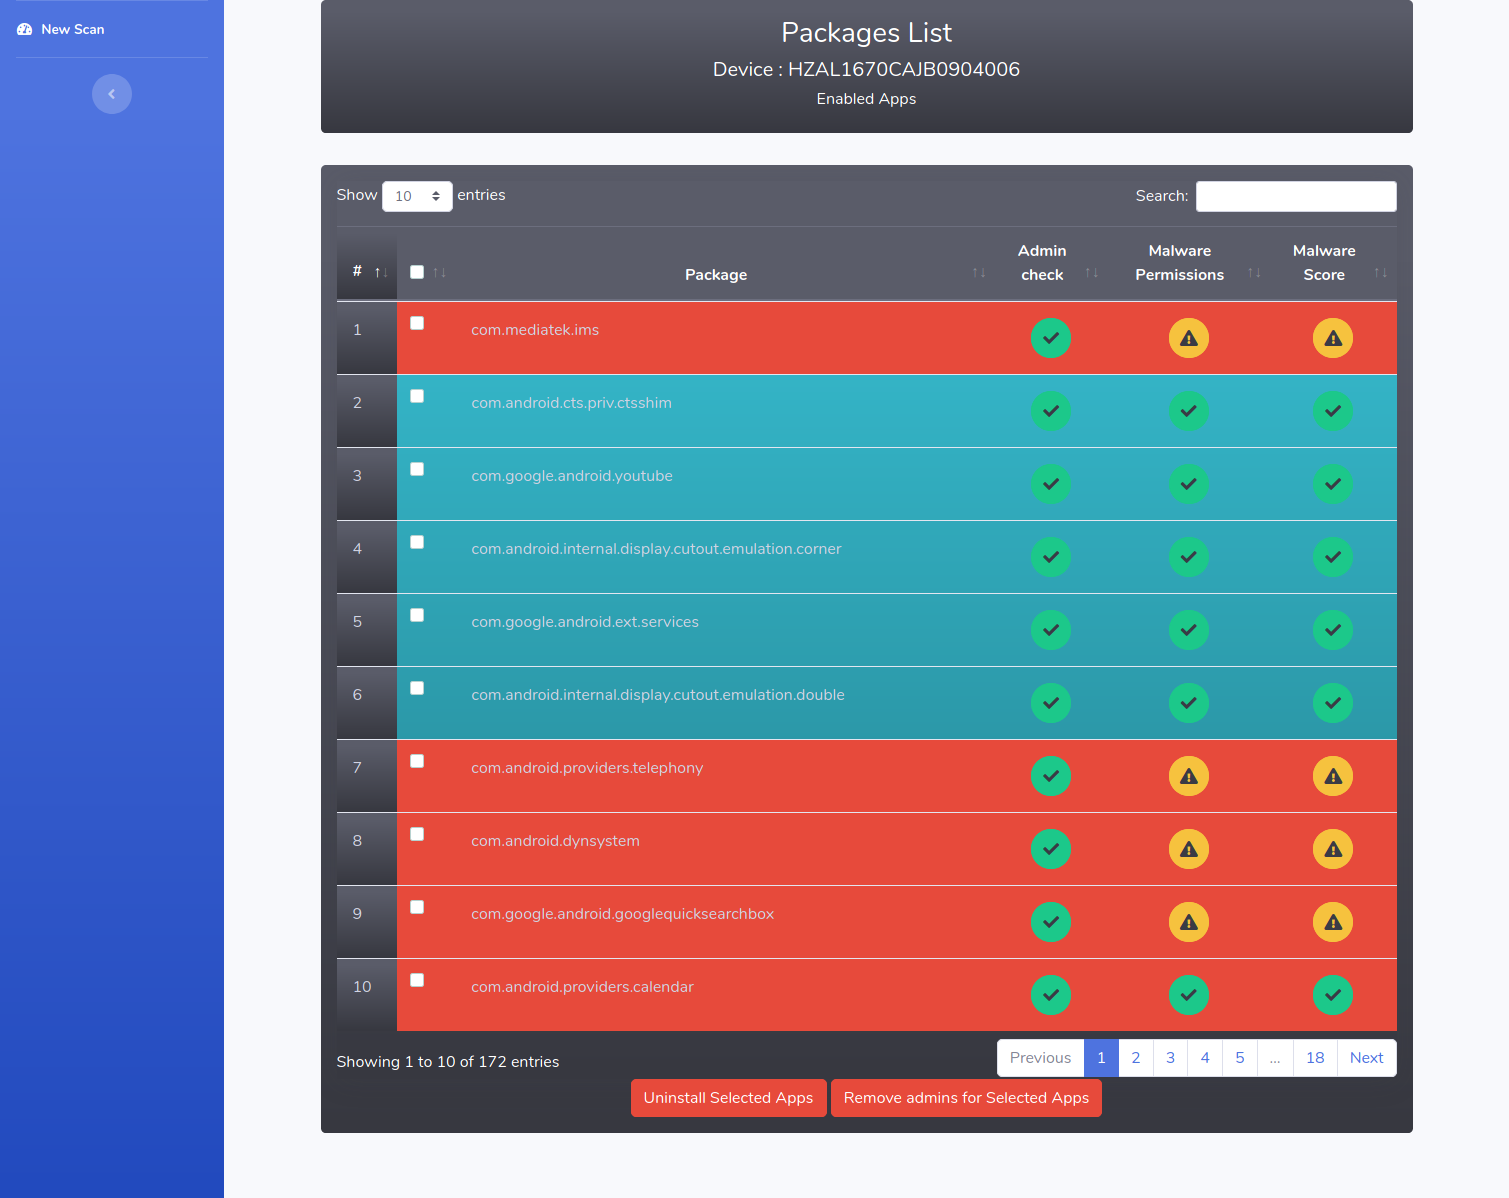 New Scan
Packages List
Device : HZAL1670CAJB0904006
Enabled Apps
Show 10 entries
Search:
# Package Admin check Malware Permissions Malware Score
1 com.mediatek.ims
2 com.android.cts.priv.ctsshim
3 com.google.android.youtube
4 com.android.internal.display.cutout.emulation.corner
5 com.google.android.ext.services
6 com.android.internal.display.cutout.emulation.double
7 com.android.providers.telephony
8 com.android.dynsystem
9 com.google.android.googlequicksearchbox
10 com.android.providers.calendar
Showing 1 to 10 of 172 entries
Previous 1 2 3 4 5 ... 18 Next
Uninstall Selected Apps Remove admins for Selected Apps